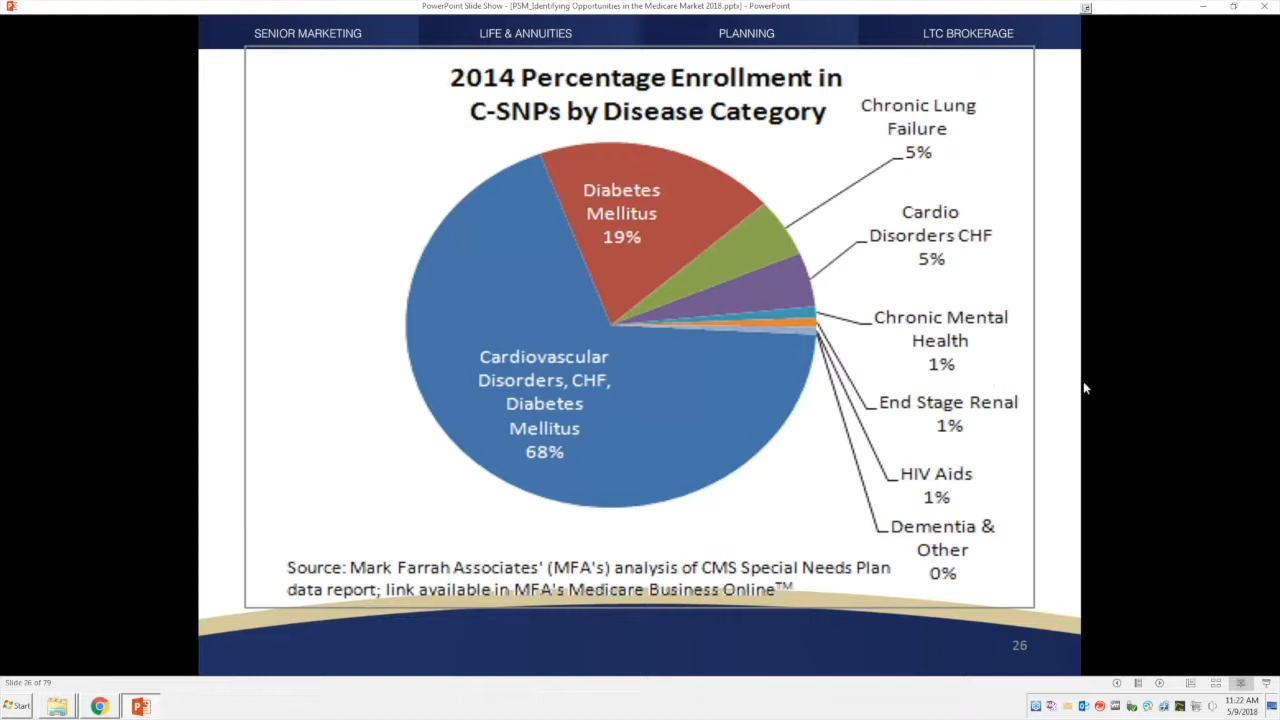 PowerPoint Slide Show - [PSM_Identifying Opportunities in the Medicare Market 2018.pptx] - PowerPoint
SENIOR MARKETING
LIFE & ANNUITIES
PLANNING
LTC BROKERAGE
2014 Percentage Enrollment in
C-SNPs by Disease Category
Chronic Lung
Failure
5%
Diabetes
Mellitus
19%
Cardio
Disorders CHF
5%
Chronic Mental
Health
1%
Cardiovascular
Disorders, CHF,
Diabetes
Mellitus
68%
End Stage Renal
1%
HIV Aids
1%
Dementia &
Other
0%
Source: Mark Farrah Associates' (MFA's) analysis of CMS Special Needs Plan
data report; link available in MFA's Medicare Business Online™
26
Slide 26 of 79
Start
11:22 AM
5/9/2018